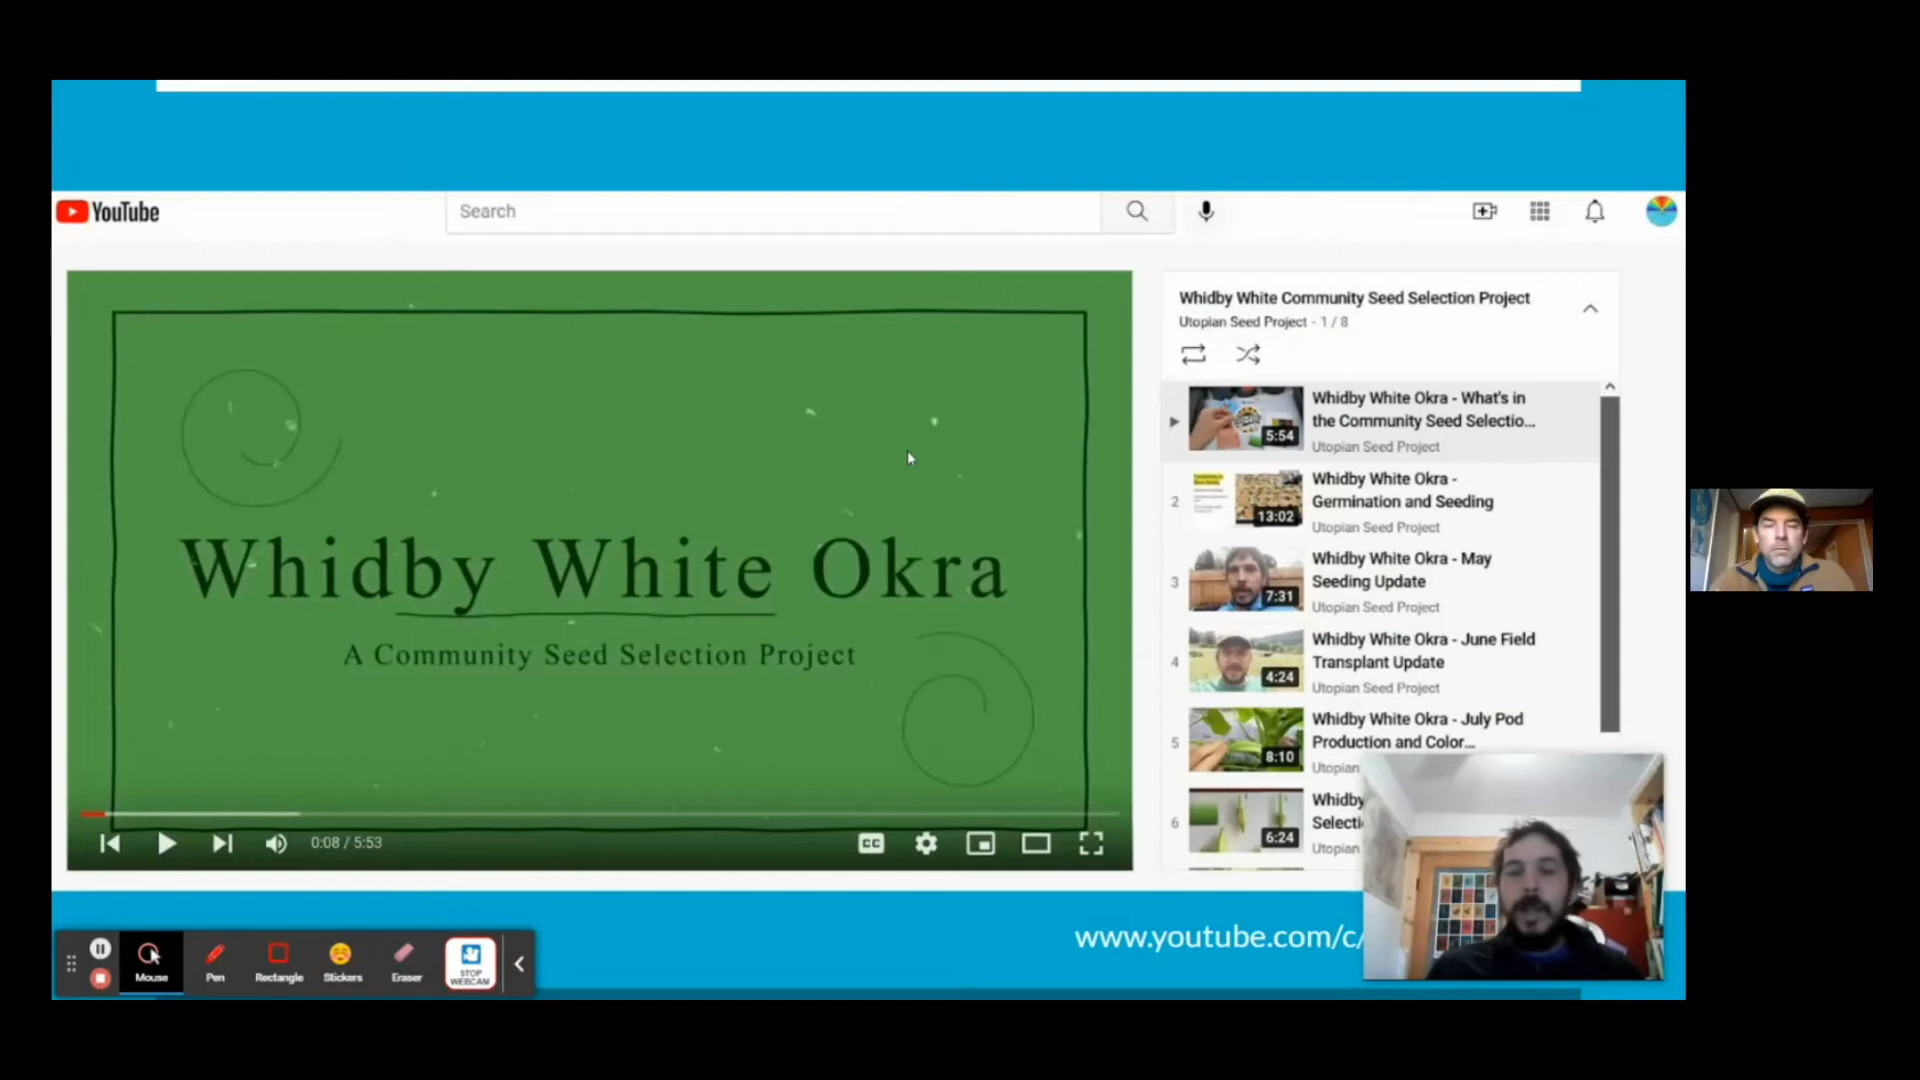 YouTube
Search
Whidby White Okra
A Community Seed Selection Project
0:08 / 5:53
CC
Whidby White Community Seed Selection Project
Utopian Seed Project - 1 / 8
Whidby White Okra - What's in
the Community Seed Selectio...
5:54
Utopian Seed Project
2
Whidby White Okra -
Germination and Seeding
13:02
Utopian Seed Project
3
Whidby White Okra - May
Seeding Update
7:31
Utopian Seed Project
4
Whidby White Okra - June Field
Transplant Update
4:24
Utopian Seed Project
5
Whidby White Okra - July Pod
Production and Color...
8:10
Utopian
6
Whidby
Selecti
6:24
Utopian
www.youtube.com/c/
Mouse
Pen
Rectangle
Stickers
Eraser
STOP
WEBCAM